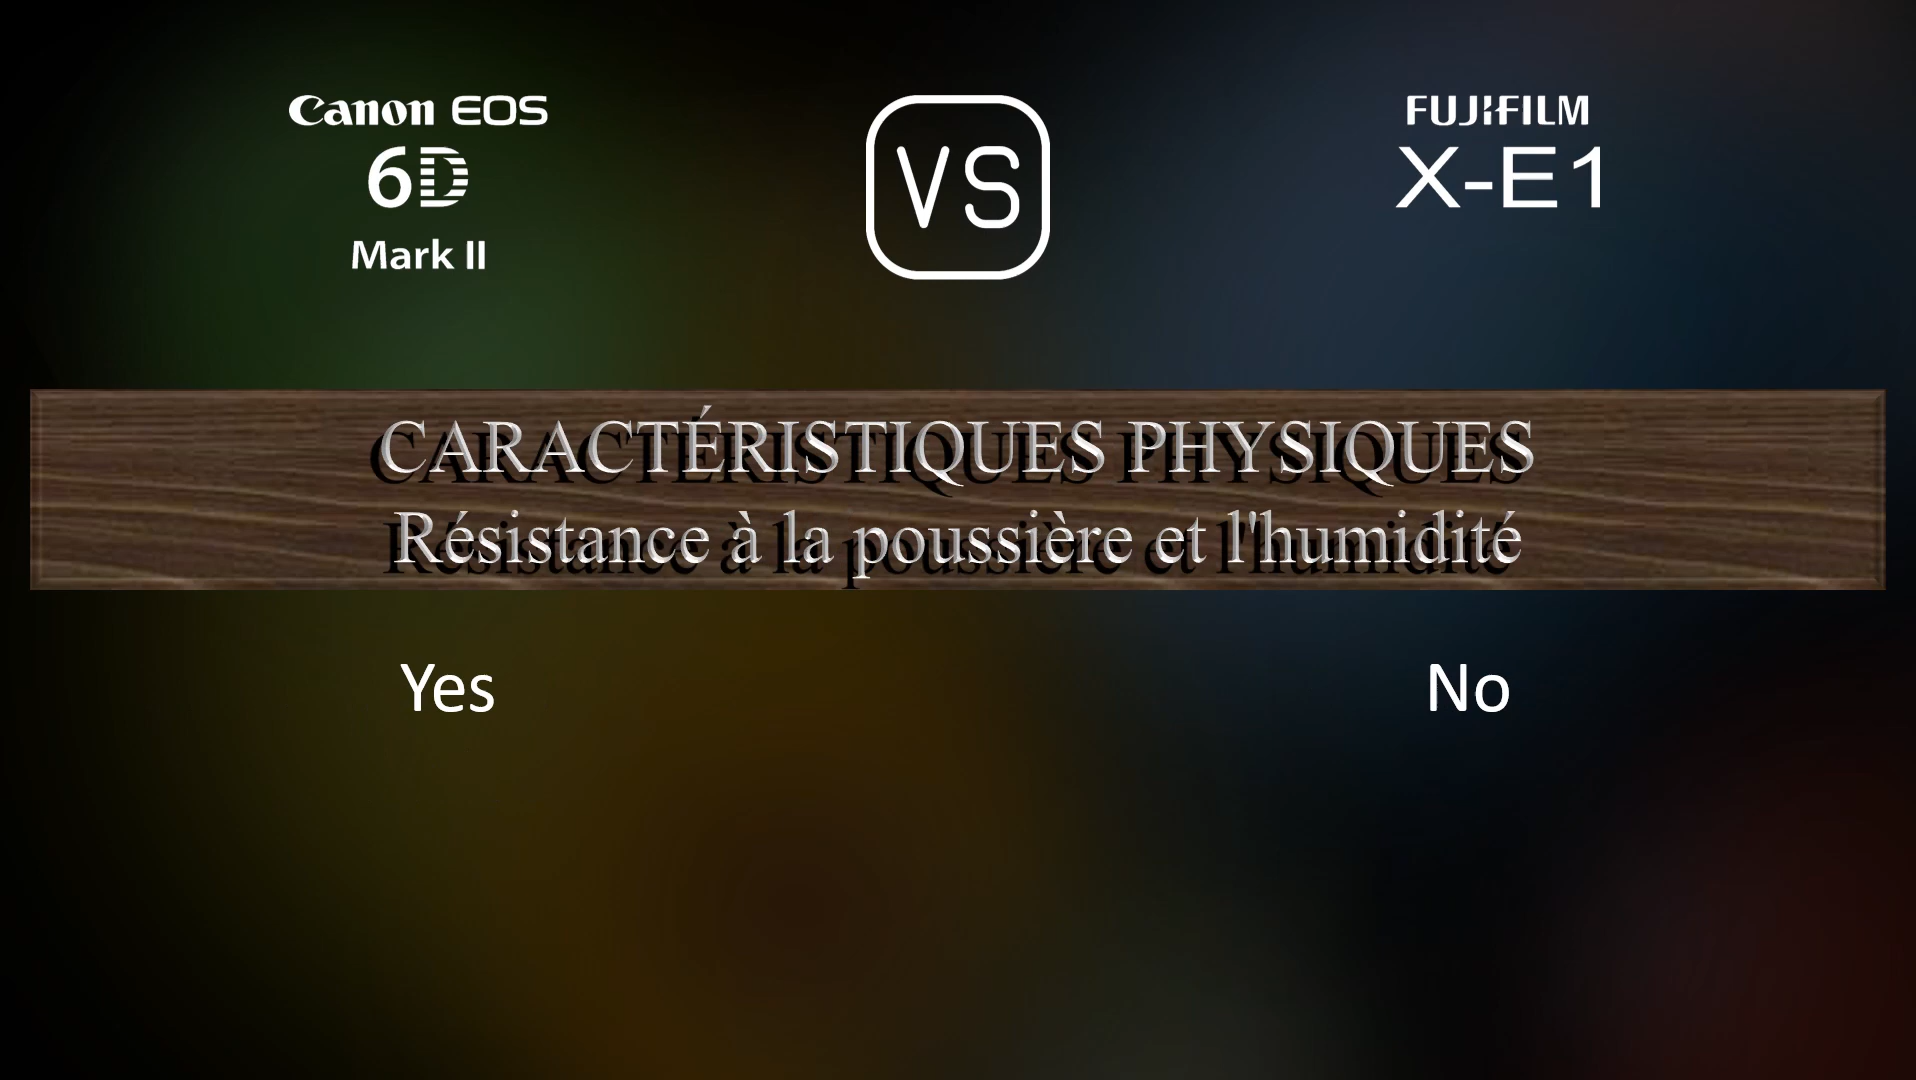 Canon EOS
6D
Mark II
VS
FUJIFILM
X-E1
CARACTÉRISTIQUES PHYSIQUES
Résistance à la poussière et l'humidité
Yes
No